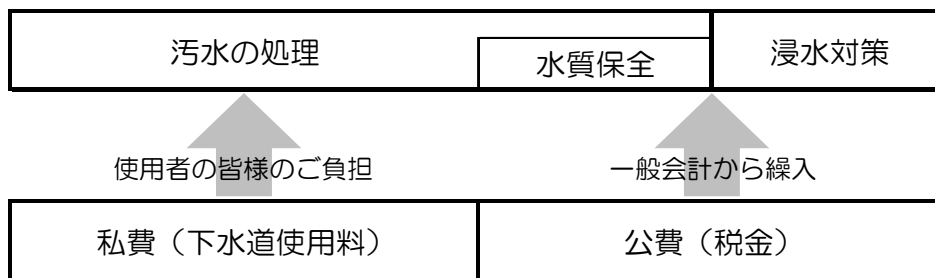 汚水の処理
水質保全
浸水対策
使用者の皆様のご負担
一般会計から繰入
私費（下水道使用料）
公費（税金）